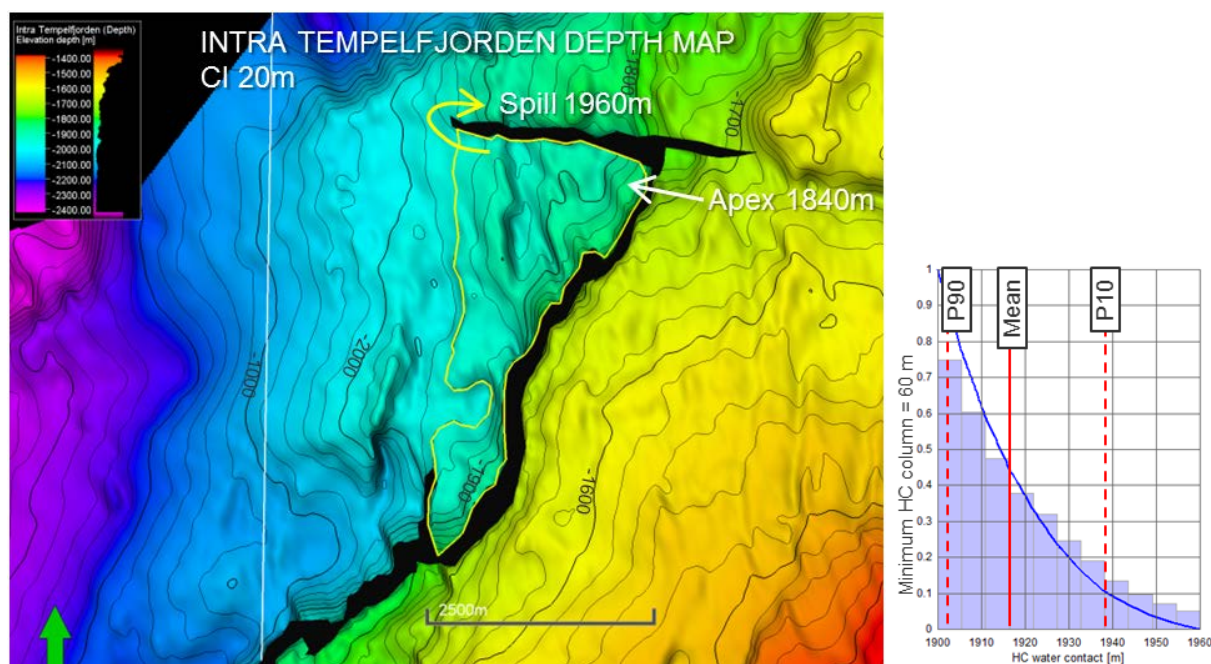 Intra Tempelfjorden (Depth)
Elevation depth [m]
-1400.00
-1500.00
-1600.00
-1700.00
-1800.00
-1900.00
-2000.00
-2100.00
-2200.00
-2300.00
-2400.00
INTRA TEMPELFJORDEN DEPTH MAP
CI 20m
Spill 1960m
Apex 1840m
-1800
-1700
-2000
-1000
-1900
-1600
2500m
P90
Mean
P10
Minimum HC column = 60 m
1
0.9
0.8
0.7
0.6
0.5
0.4
0.3
0.2
0.1
0
1900
1910
1920
1930
1940
1950
1960
HC water contact [m]